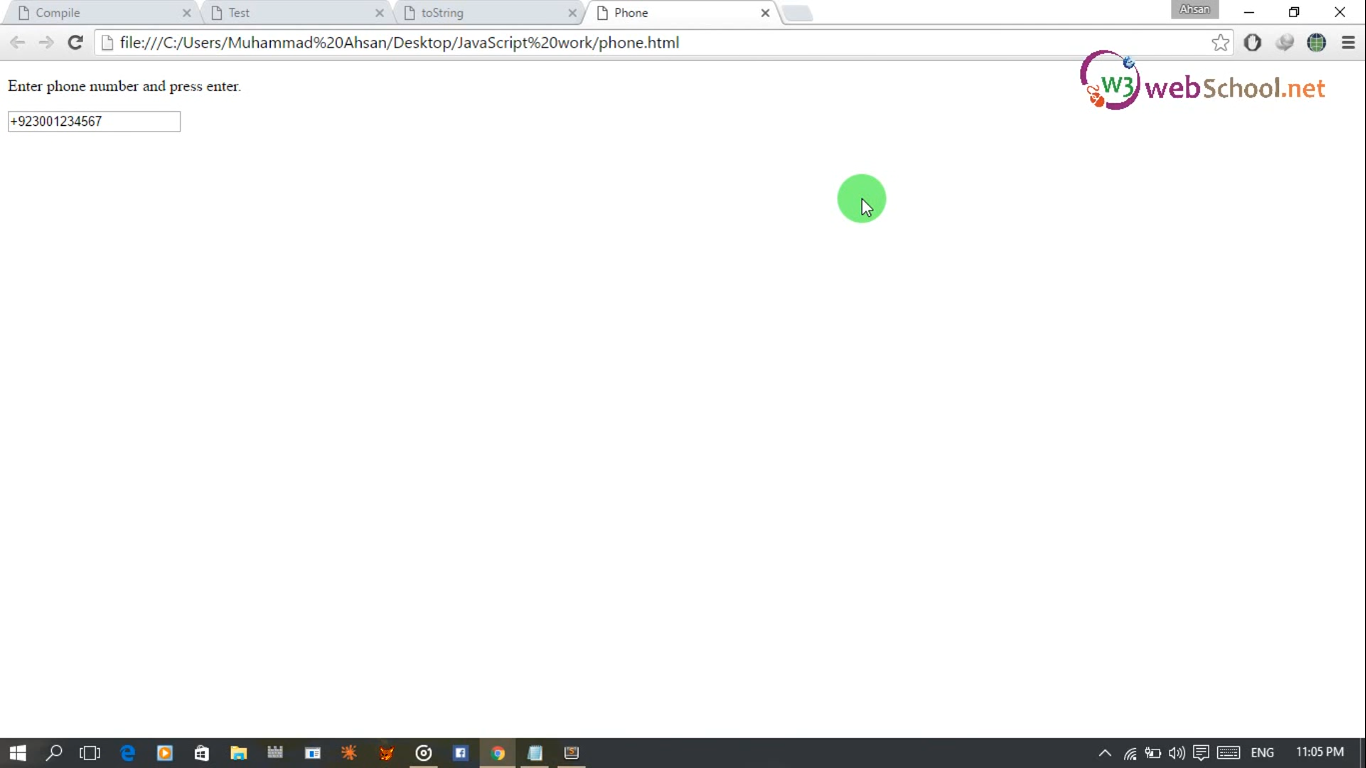 Compile
Test
toString
Phone
Ahsan
file:///C:/Users/Muhammad%20Ahsan/Desktop/JavaScript%20work/phone.html
Enter phone number and press enter.
W3 webSchool.net
+923001234567
ENG
11:05 PM